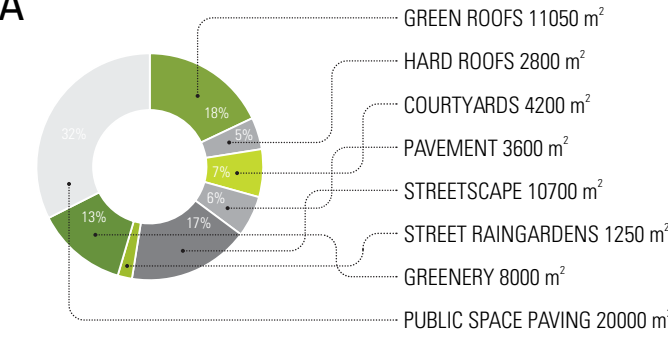 A
GREEN ROOFS 11050 m²
HARD ROOFS 2800 m²
COURTYARDS 4200 m²
PAVEMENT 3600 m²
STREETSCAPE 10700 m²
STREET RAINGARDENS 1250 m²
GREENERY 8000 m²
PUBLIC SPACE PAVING 20000 m²
18%
5%
7%
6%
17%
13%
32%